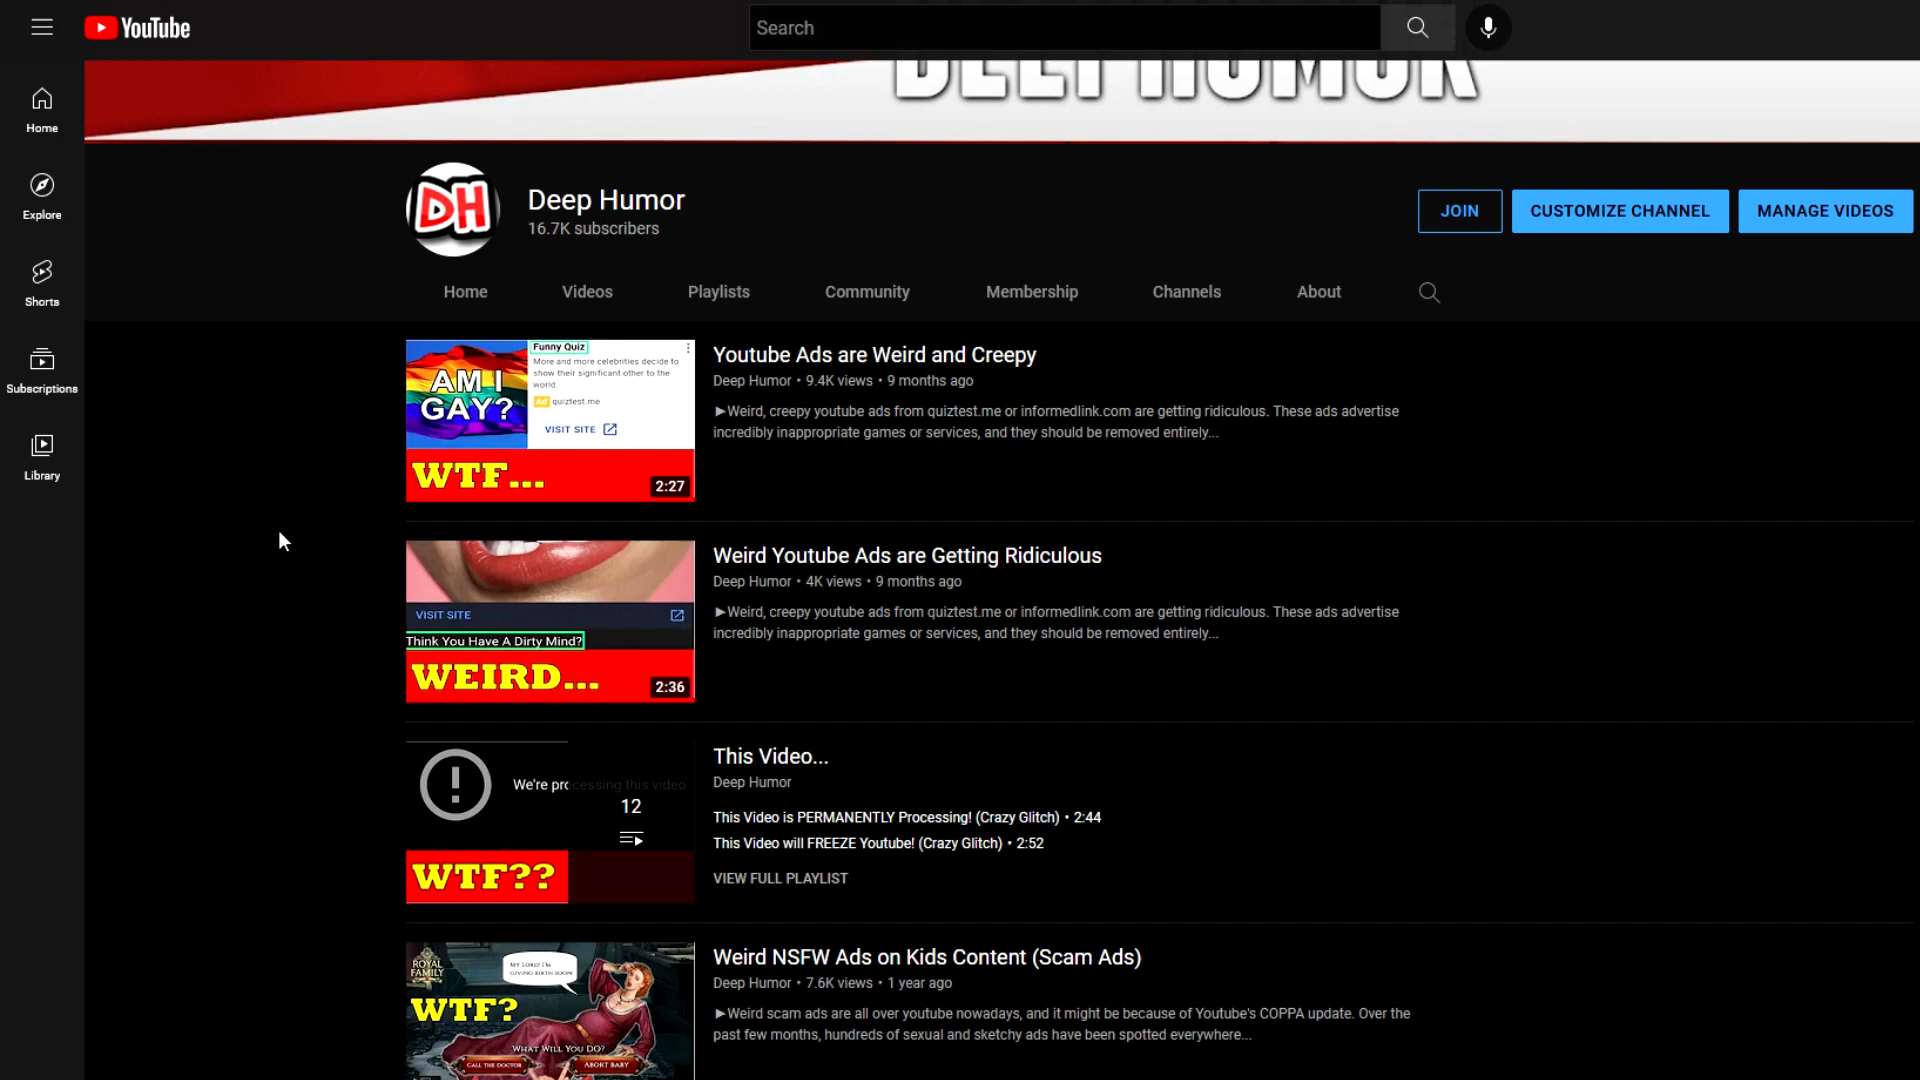 YouTube
Search
DEEP HUMOR
Home
Explore
Shorts
Subscriptions
Library
DH
Deep Humor
16.7K subscribers
JOIN
CUSTOMIZE CHANNEL
MANAGE VIDEOS
Home
Videos
Playlists
Community
Membership
Channels
About
AM I
GAY?
Funny Quiz
More and more celebrities decide to
show their significant other to the
world.
Ad quiztest.me
VISIT SITE
WTF...
2:27
Youtube Ads are Weird and Creepy
Deep Humor • 9.4K views • 9 months ago
►Weird, creepy youtube ads from quiztest.me or informedlink.com are getting ridiculous. These ads advertise
incredibly inappropriate games or services, and they should be removed entirely...
VISIT SITE
Think You Have A Dirty Mind?
WEIRD...
2:36
Weird Youtube Ads are Getting Ridiculous
Deep Humor • 4K views • 9 months ago
►Weird, creepy youtube ads from quiztest.me or informedlink.com are getting ridiculous. These ads advertise
incredibly inappropriate games or services, and they should be removed entirely...
We're processing this video.
12
WTF??
This Video...
Deep Humor
This Video is PERMANENTLY Processing! (Crazy Glitch) • 2:44
This Video will FREEZE Youtube! (Crazy Glitch) • 2:52
VIEW FULL PLAYLIST
ROYAL
FAMILY
MY LORD! I'M
GIVING BIRTH SOON
WTF?
WHAT WILL YOU DO?
CALL THE DOCTOR
ABORT BABY
Weird NSFW Ads on Kids Content (Scam Ads)
Deep Humor • 7.6K views • 1 year ago
►Weird scam ads are all over youtube nowadays, and it might be because of Youtube's COPPA update. Over the
past few months, hundreds of sexual and sketchy ads have been spotted everywhere...